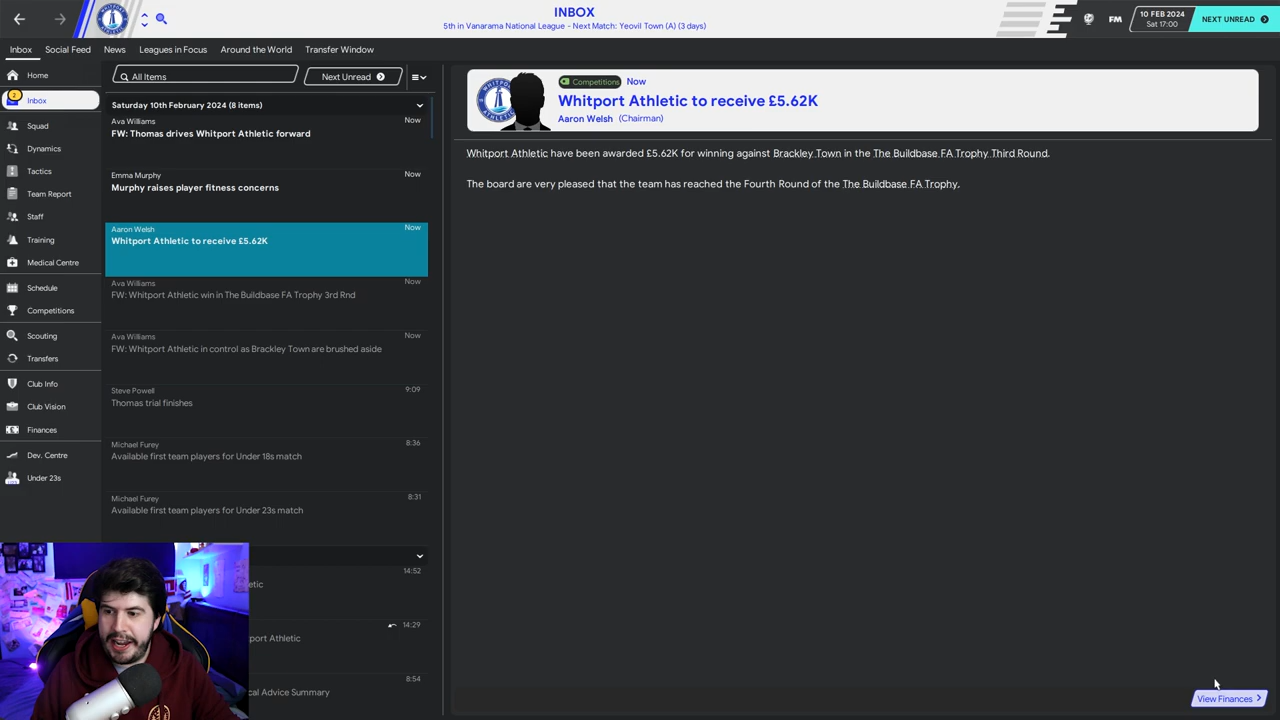 INBOX
5th in Vanarama National League - Next Match: Yeovil Town (A) (3 days)
FM
10 FEB 2024
Sat 17:00
NEXT UNREAD
Inbox
Social Feed
News
Leagues in Focus
Around the World
Transfer Window
Home
2
Inbox
Squad
Dynamics
Tactics
Team Report
Staff
Training
Medical Centre
Schedule
Competitions
Scouting
Transfers
Club Info
Club Vision
Finances
Dev. Centre
Under 23s
All Items
Next Unread
Saturday 10th February 2024 (8 items)
Ava Williams Now
FW: Thomas drives Whitport Athletic forward
Emma Murphy Now
Murphy raises player fitness concerns
Aaron Welsh Now
Whitport Athletic to receive £5.62K
Ava Williams Now
FW: Whitport Athletic win in The Buildbase FA Trophy 3rd Rnd
Ava Williams Now
FW: Whitport Athletic in control as Brackley Town are brushed aside
Steve Powell 9:09
Thomas trial finishes
Michael Furey 8:36
Available first team players for Under 18s match
Michael Furey 8:31
Available first team players for Under 23s match
14:52
etic
14:29
port Athletic
8:54
cal Advice Summary
WHITPORT ATHLETIC
Competitions Now
Whitport Athletic to receive £5.62K
Aaron Welsh (Chairman)
Whitport Athletic have been awarded £5.62K for winning against Brackley Town in the The Buildbase FA Trophy Third Round.
The board are very pleased that the team has reached the Fourth Round of the The Buildbase FA Trophy.
View Finances